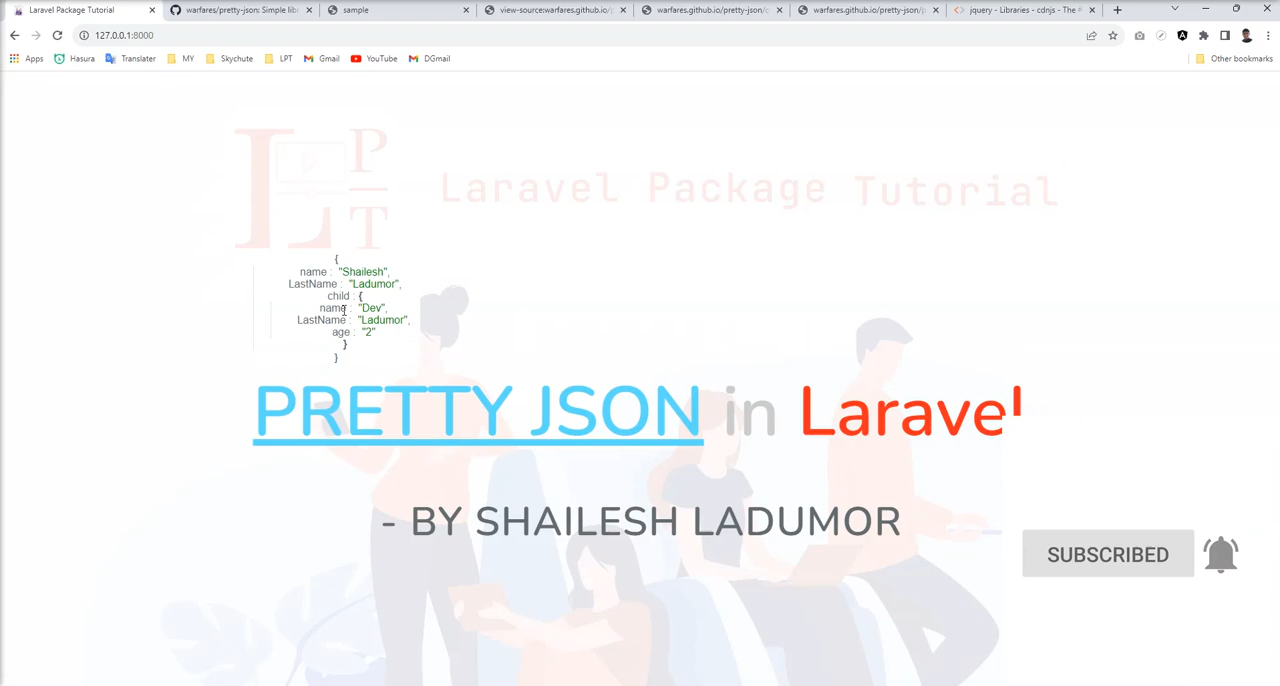 Laravel Package Tutorial
warfares/pretty-json: Simple lib
sample
view-source:warfares.github.io/p
warfares.github.io/pretty-json/
warfares.github.io/pretty-json/
jquery - Libraries - cdnjs - The #
127.0.0.1:8000
Apps
Hasura
Translater
MY
Skychute
LPT
Gmail
YouTube
DGmail
Other bookmarks
L P T
Laravel Package Tutorial
{
name : "Shailesh",
LastName : "Ladumor",
child : {
name : "Dev",
LastName : "Ladumor",
age : "2"
}
}
PRETTY JSON in Laravel
- BY SHAILESH LADUMOR
SUBSCRIBED